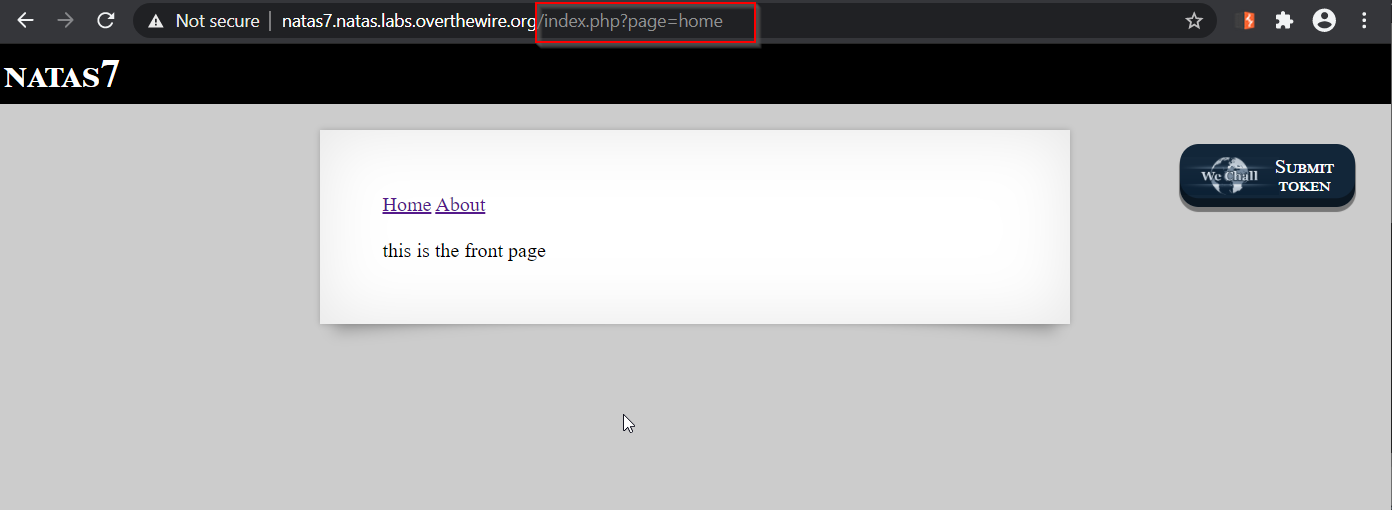 Not secure | natas7.natas.labs.overthewire.org/index.php?page=home
NATAS7
Home About
this is the front page
We Chall
SUBMIT
TOKEN